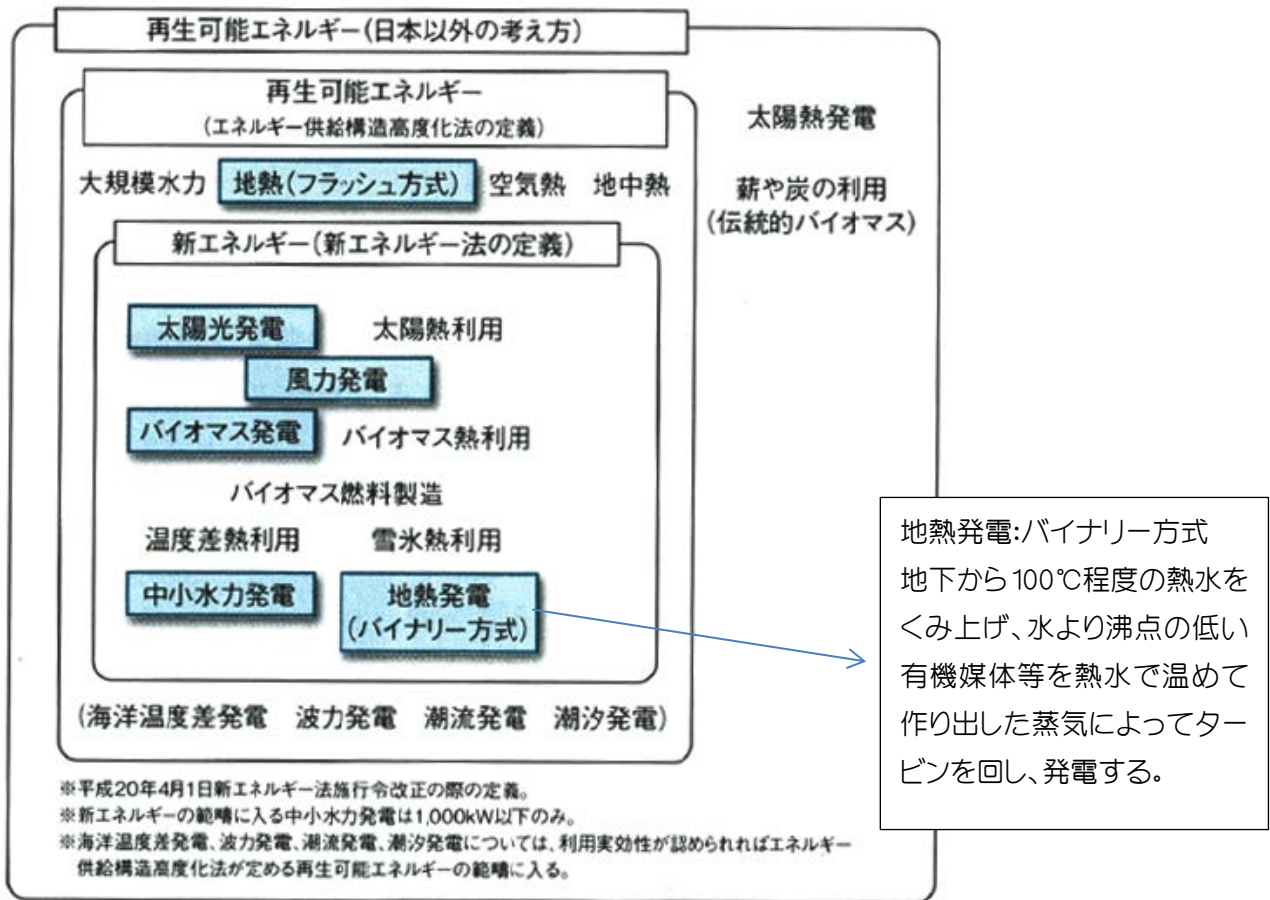 再生可能エネルギー(日本以外の考え方)
再生可能エネルギー
(エネルギー供給構造高度化法の定義)
太陽熱発電
大規模水力 地熱(フラッシュ方式) 空気熱 地中熱
薪や炭の利用
(伝統的バイオマス)
新エネルギー(新エネルギー法の定義)
太陽光発電 太陽熱利用
風力発電
バイオマス発電 バイオマス熱利用
バイオマス燃料製造
温度差熱利用 雪氷熱利用
中小水力発電 地熱発電
(バイナリー方式)
(海洋温度差発電 波力発電 潮流発電 潮汐発電)
※平成20年4月1日新エネルギー法施行令改正の際の定義。
※新エネルギーの範疇に入る中小水力発電は1,000kW以下のみ。
※海洋温度差発電、波力発電、潮流発電、潮汐発電については、利用実効性が認められればエネルギー
供給構造高度化法が定める再生可能エネルギーの範疇に入る。
地熱発電:バイナリー方式
地下から100℃程度の熱水を
くみ上げ、水より沸点の低い
有機媒体等を熱水で温めて
作り出した蒸気によってター
ビンを回し、発電する。